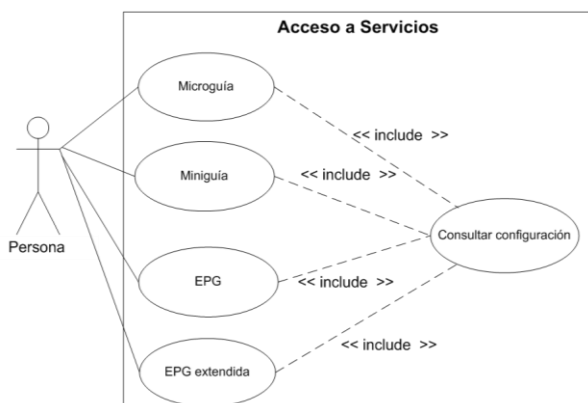 Acceso a Servicios
Microguía
<< include >>
Miniguía
<< include >>
Persona
Consultar configuración
EPG
<< include >>
EPG extendida
<< include >>